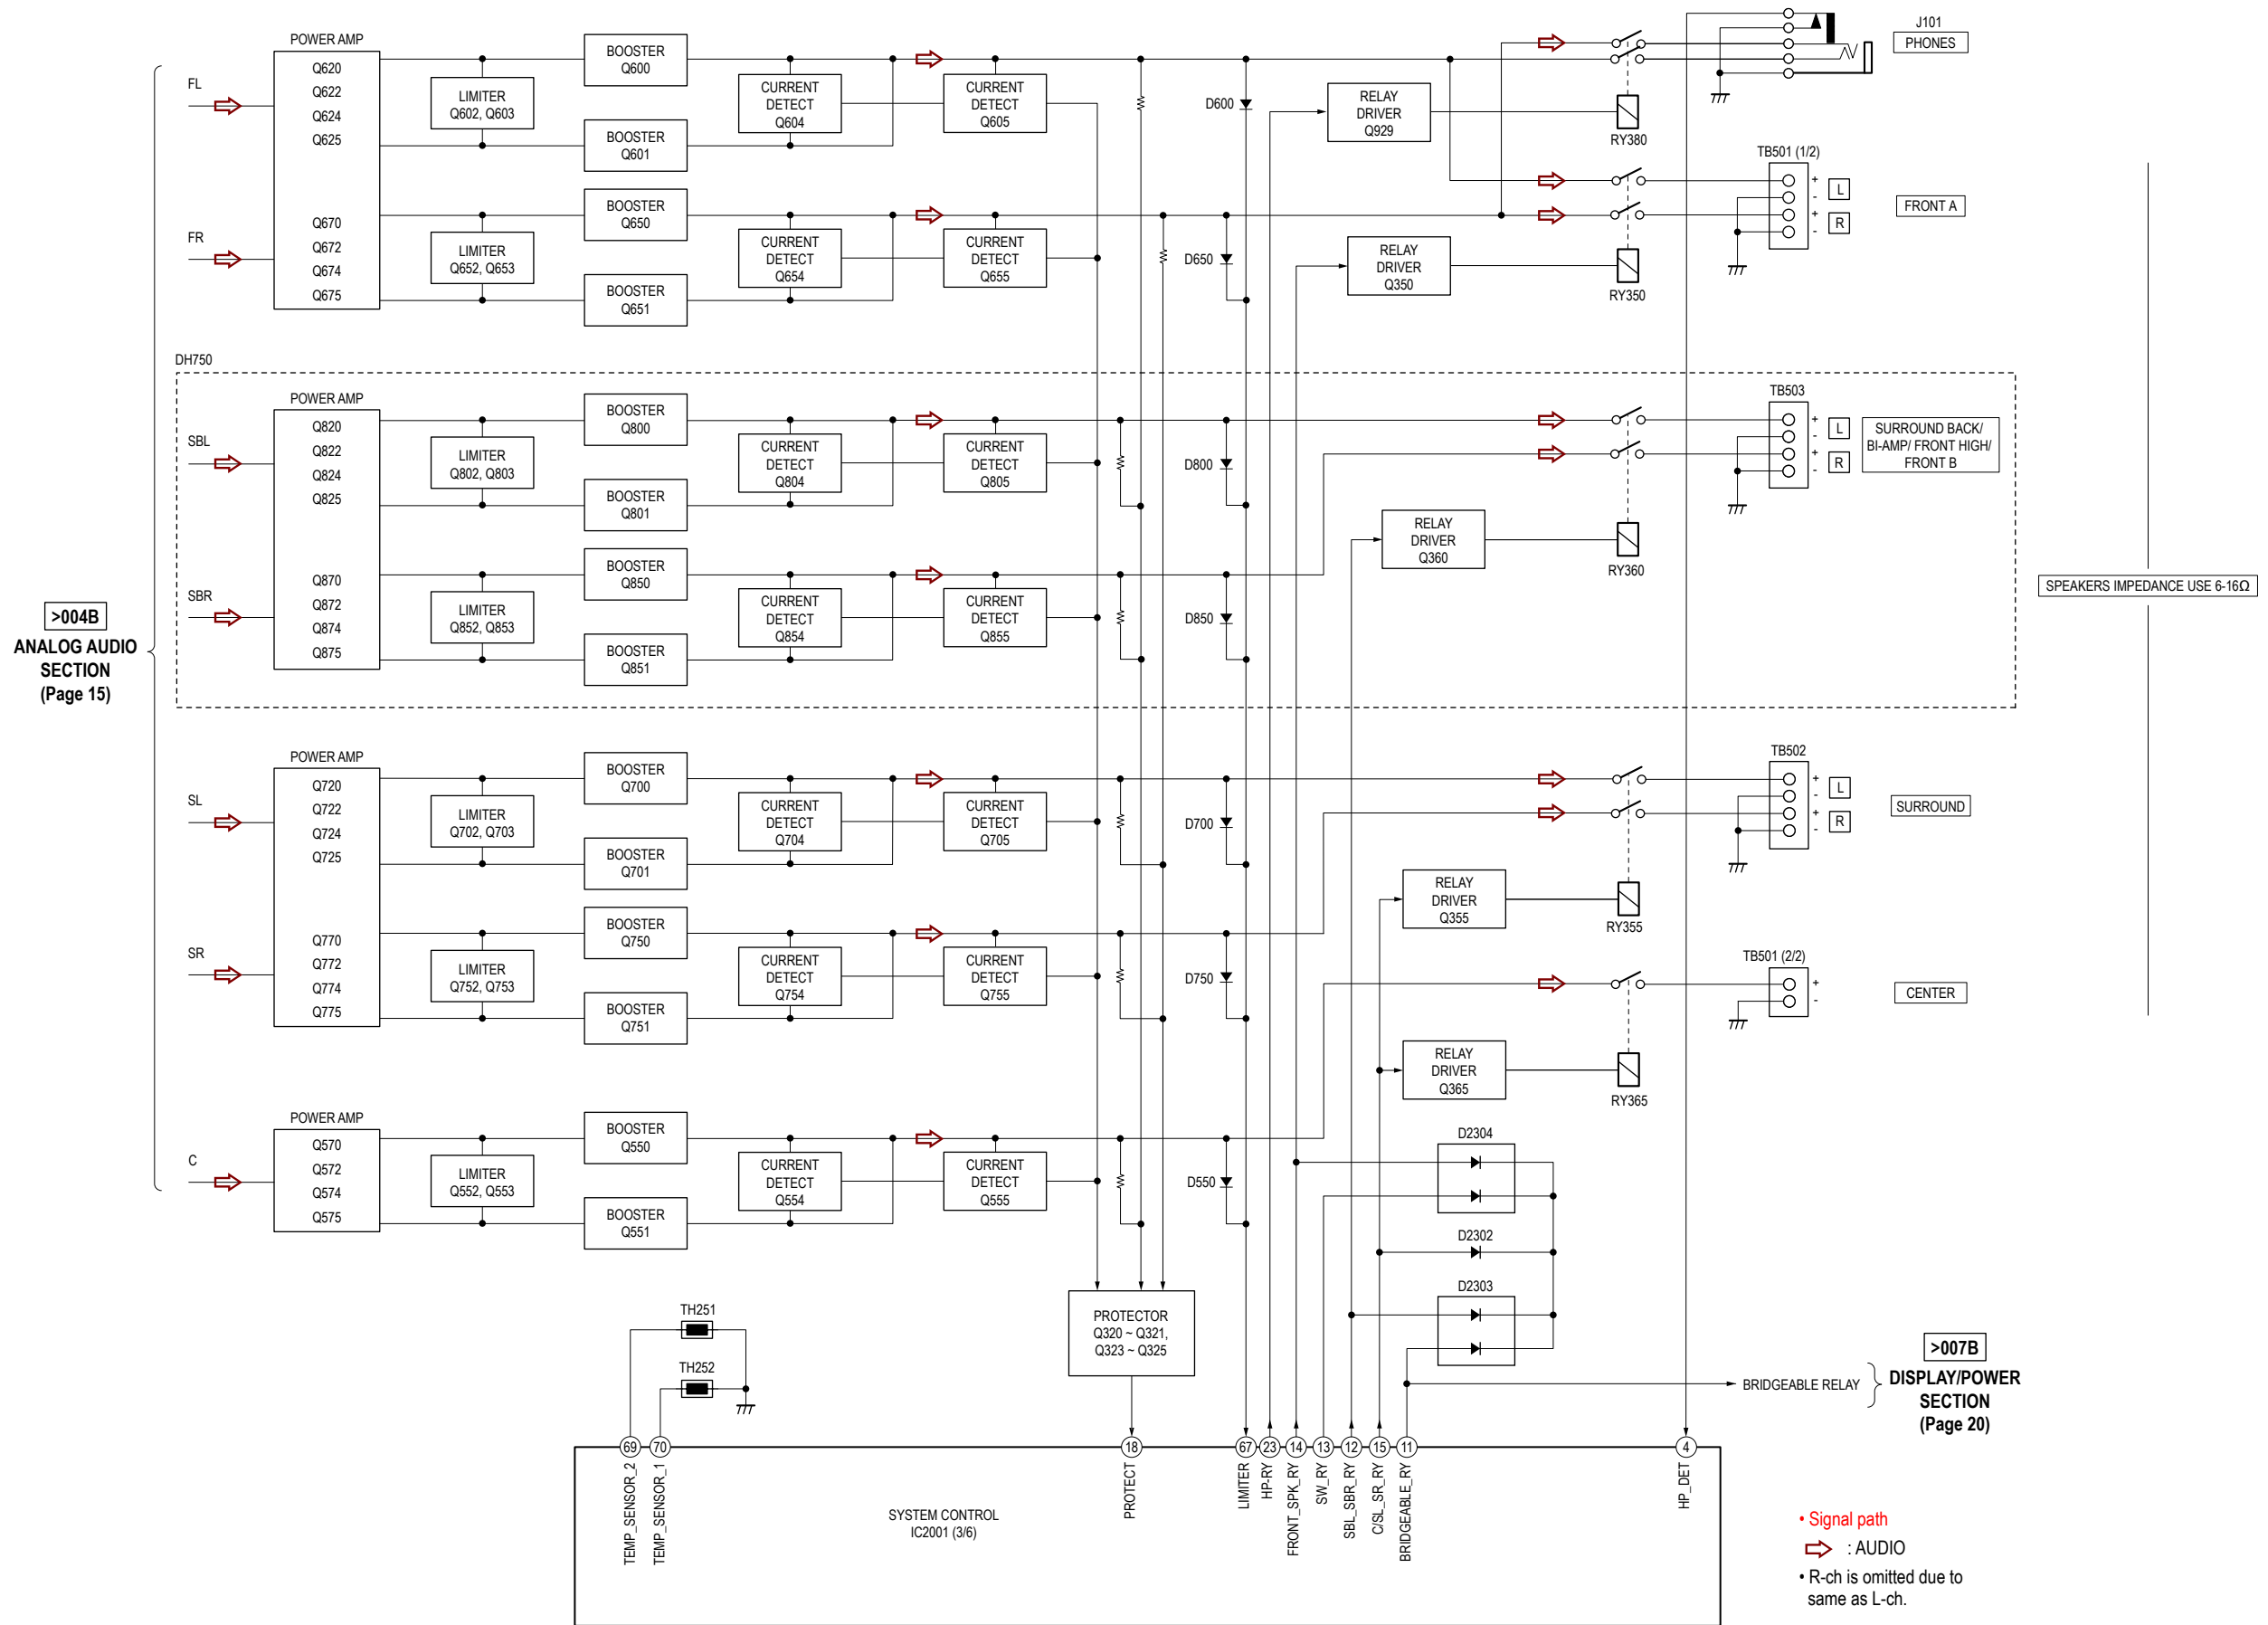 >004B
ANALOG AUDIO
SECTION
(Page 15)
FL
FR
POWER AMP
Q620
Q622
Q624
Q625
Q670
Q672
Q674
Q675
LIMITER
Q602, Q603
BOOSTER
Q600
BOOSTER
Q601
CURRENT
DETECT
Q604
CURRENT
DETECT
Q605
LIMITER
Q652, Q653
BOOSTER
Q650
BOOSTER
Q651
CURRENT
DETECT
Q654
CURRENT
DETECT
Q655
D600
D650
RELAY
DRIVER
Q929
RY380
RELAY
DRIVER
Q350
RY350
J101
PHONES
TB501 (1/2)
+
-
+
-
L
R
FRONT A
DH750
SBL
SBR
POWER AMP
Q820
Q822
Q824
Q825
Q870
Q872
Q874
Q875
LIMITER
Q802, Q803
BOOSTER
Q800
BOOSTER
Q801
CURRENT
DETECT
Q804
CURRENT
DETECT
Q805
LIMITER
Q852, Q853
BOOSTER
Q850
BOOSTER
Q851
CURRENT
DETECT
Q854
CURRENT
DETECT
Q855
D800
D850
RELAY
DRIVER
Q360
RY360
TB503
+
-
+
-
L
R
SURROUND BACK/
BI-AMP/ FRONT HIGH/
FRONT B
SPEAKERS IMPEDANCE USE 6-16Ω
SL
SR
POWER AMP
Q720
Q722
Q724
Q725
Q770
Q772
Q774
Q775
LIMITER
Q702, Q703
BOOSTER
Q700
BOOSTER
Q701
CURRENT
DETECT
Q704
CURRENT
DETECT
Q705
LIMITER
Q752, Q753
BOOSTER
Q750
BOOSTER
Q751
CURRENT
DETECT
Q754
CURRENT
DETECT
Q755
D700
D750
RELAY
DRIVER
Q355
RY355
TB502
+
-
+
-
L
R
SURROUND
RELAY
DRIVER
Q365
RY365
TB501 (2/2)
+
-
CENTER
C
POWER AMP
Q570
Q572
Q574
Q575
LIMITER
Q552, Q553
BOOSTER
Q550
BOOSTER
Q551
CURRENT
DETECT
Q554
CURRENT
DETECT
Q555
D550
D2304
D2302
D2303
TH251
TH252
PROTECTOR
Q320 ~ Q321,
Q323 ~ Q325
BRIDGEABLE RELAY
>007B
DISPLAY/POWER
SECTION
(Page 20)
69
70
18
67
23
14
13
12
15
11
4
TEMP_SENSOR_2
TEMP_SENSOR_1
PROTECT
LIMITER
HP-RY
FRONT_SPK_RY
SW_RY
SBL_SBR_RY
C/SL_SR_RY
BRIDGEABLE_RY
HP_DET
SYSTEM CONTROL
IC2001 (3/6)
• Signal path
: AUDIO
• R-ch is omitted due to
same as L-ch.